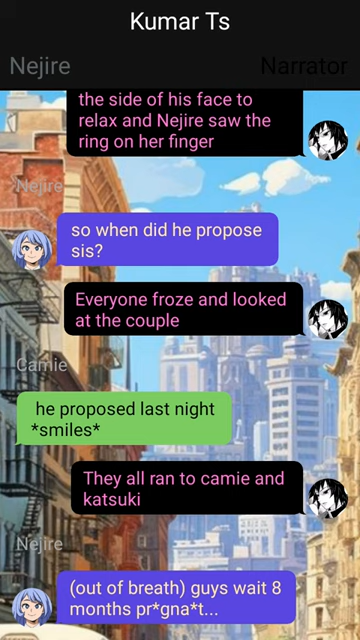 Kumar Ts
Nejire
Narrator
the side of his face to
relax and Nejire saw the
ring on her finger
Nejire
so when did he propose
sis?
Everyone froze and looked
at the couple
Camie
he proposed last night
*smiles*
They all ran to camie and
katsuki
Nejire
(out of breath) guys wait 8
months pr*gna*t...